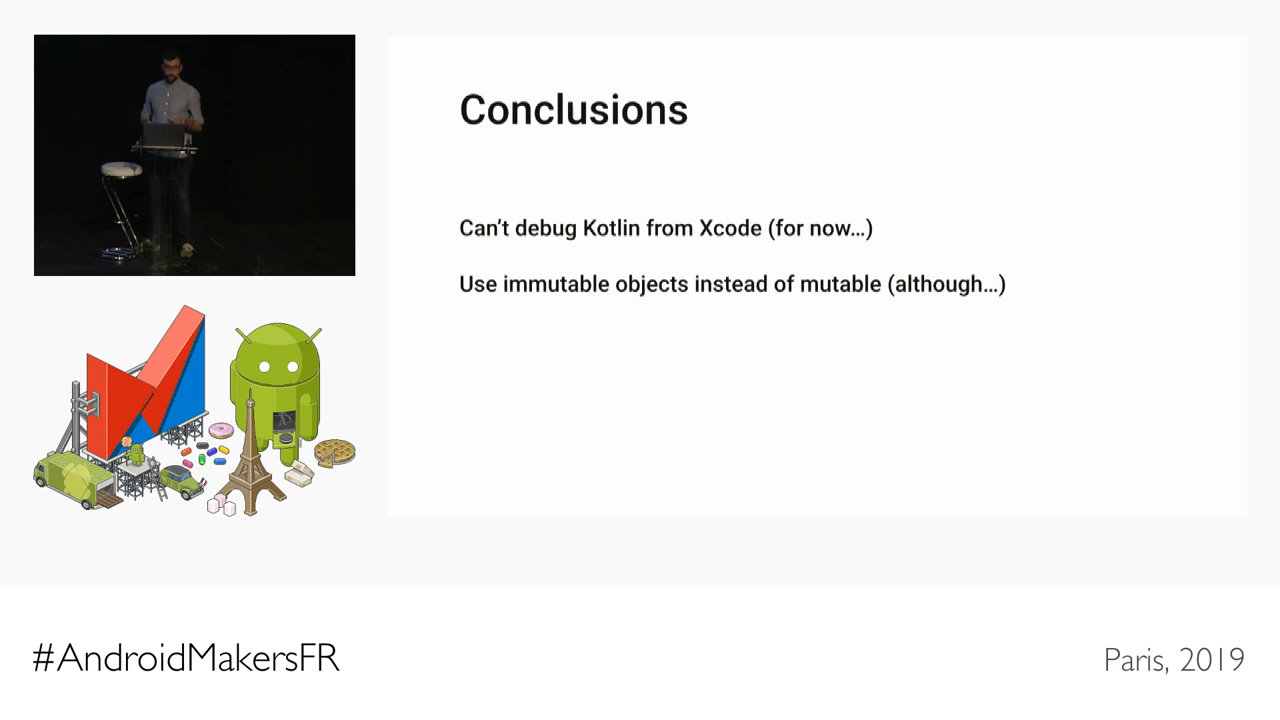 Conclusions
Can't debug Kotlin from Xcode (for now...)
Use immutable objects instead of mutable (although...)
#AndroidMakersFR
Paris, 2019